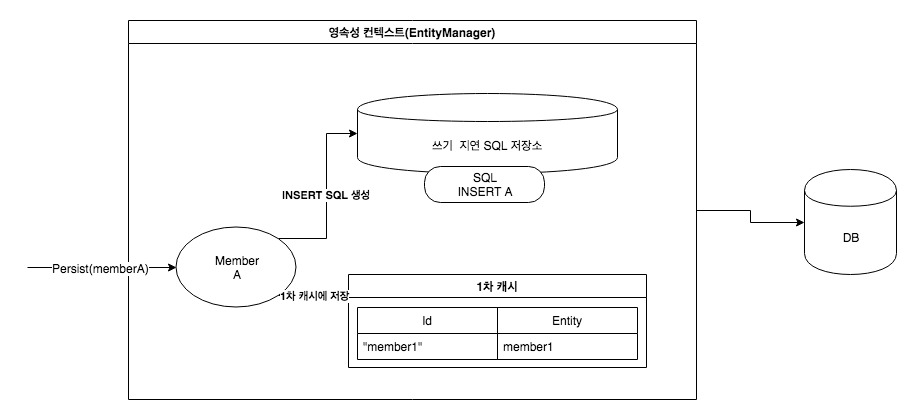 영속성 컨텍스트(EntityManager)
쓰기 지연 SQL 저장소
SQL
INSERT A
INSERT SQL 생성
DB
Persist(memberA)
Member
A
1차 캐시에 저장
1차 캐시
Id Entity
"member1" member1